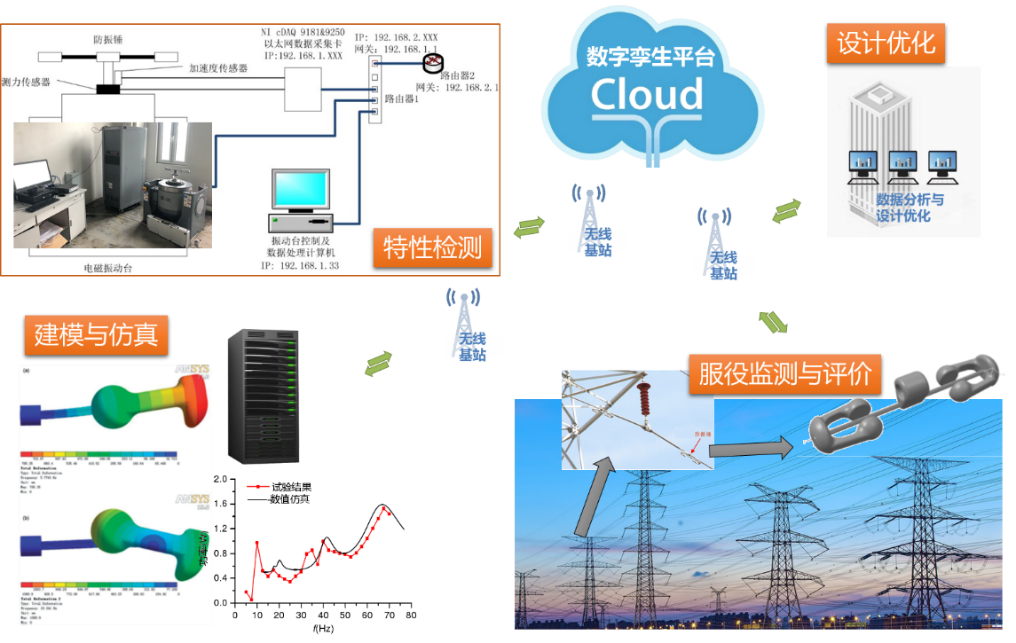 防振锤
NI cDAQ 9181&9250
以太网数据采集卡
IP:192.168.1.XXX
IP: 192.168.2.XXX
网关: 192.168.1.1
加速度传感器
测力传感器
路由器2
网关: 192.168.2.1
路由器1
振动台控制及
数据处理计算机
IP: 192.168.1.33
电磁振动台
特性检测
数字孪生平台
Cloud
设计优化
数据分析与
设计优化
无线
基站
无线
基站
无线
基站
建模与仿真
(a)
ANSYS
Total Deformation
(b)
ANSYS
Total Deformation 2
试验结果
数值仿真
2.0
1.6
1.2
0.8
0.4
0.0
0 10 20 30 40 50 60 70 80
f(Hz)
服役监测与评价
防振锤